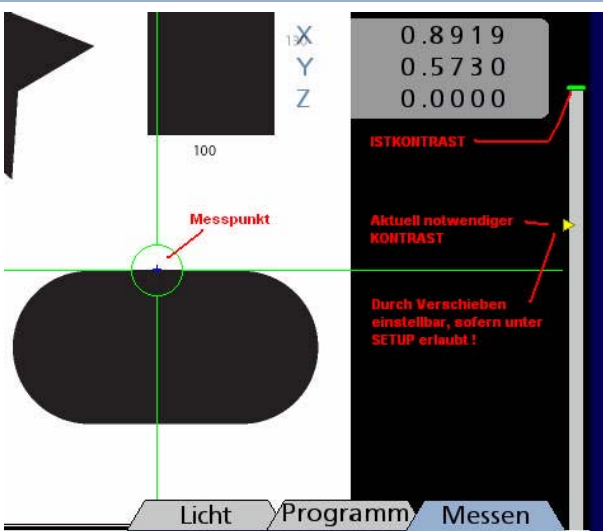 130
X 0.8919
Y 0.5730
Z 0.0000
ISTKONTRAST
100
Messpunkt
Aktuell notwendiger
KONTRAST
Durch Verschieben
einstellbar, sofern unter
SETUP erlaubt !
Licht Programm Messen